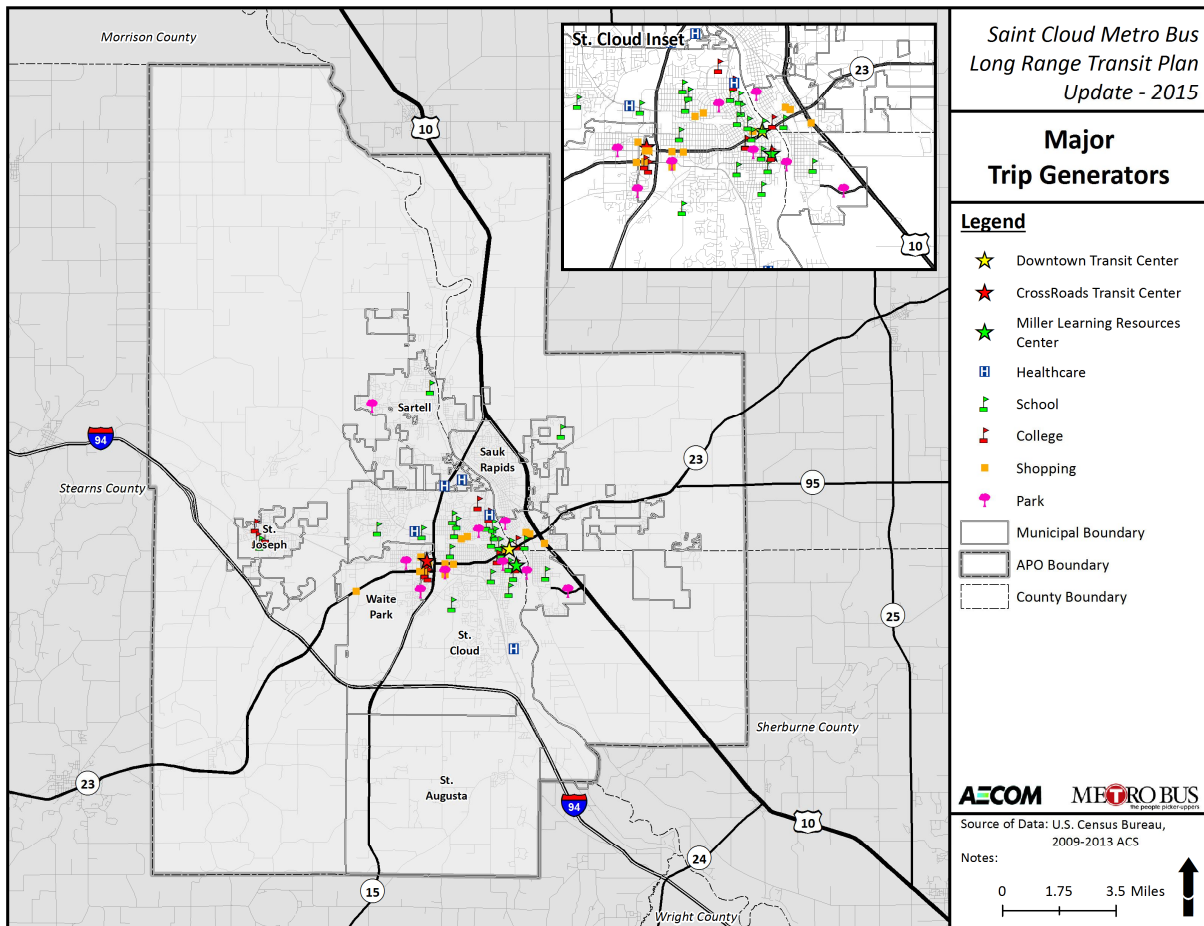 Morrison County
10
St. Cloud Inset
H
H
H
23
10
H
Saint Cloud Metro Bus
Long Range Transit Plan
Update - 2015
Major
Trip Generators
Legend
Downtown Transit Center
CrossRoads Transit Center
Miller Learning Resources
Center
H Healthcare
School
College
Shopping
Park
Municipal Boundary
APO Boundary
County Boundary
Sartell
94
Sauk
Rapids
23
Stearns County
95
H
H
H
H
St.
Joseph
Waite
Park
25
St.
Cloud
H
Sherburne County
23
St.
Augusta
94
10
24
15
Wright County
AECOM
METRO BUS
the people picker-uppers
Source of Data: U.S. Census Bureau,
2009-2013 ACS
Notes:
0 1.75 3.5 Miles